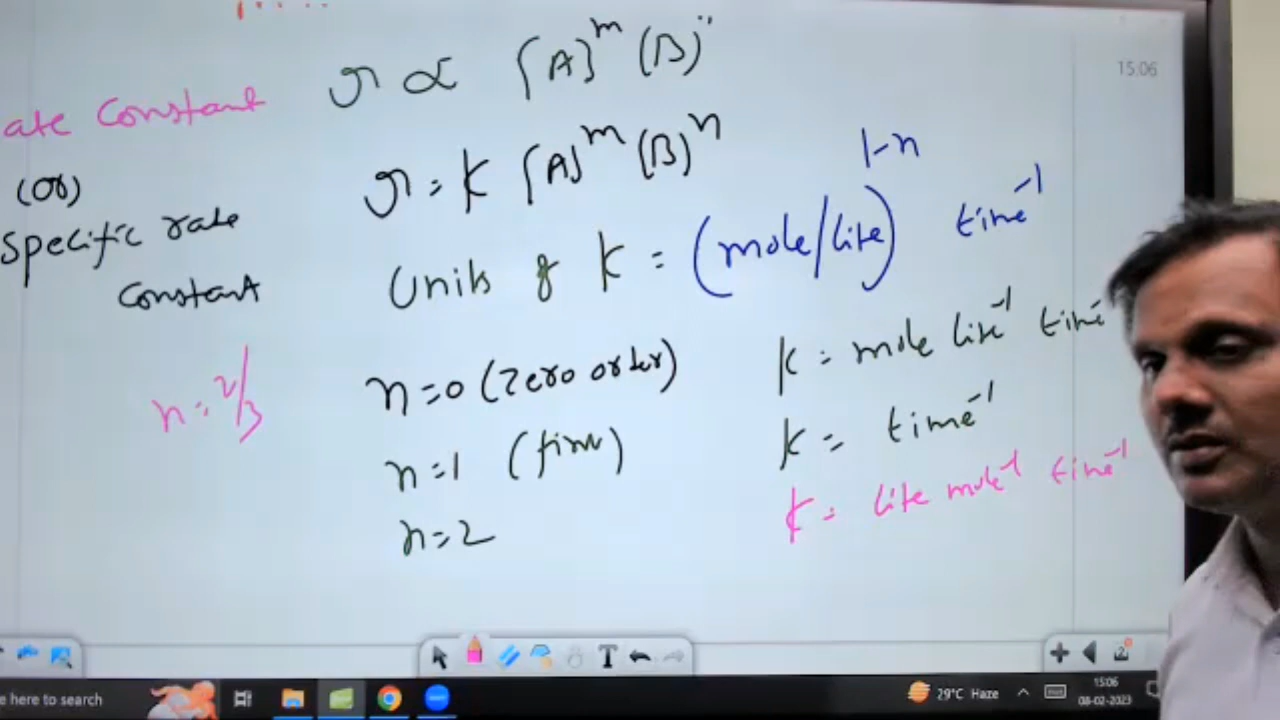 ate Constant
r ∝ [A]^m (B)
15:06
(or)
r = K [A]^m (B)^n
Specific rate
Constant
Units of K = (mole/lite)^1-n time^-1
n = 0 (Zero order)
K = mole lite^-1 time^-
n = 2/3
n = 1 (first)
K = time^-1
n = 2
K = lite mole^-1 time^-1
e here to search
T
2
29°C Haze
15:06
08-02-2023